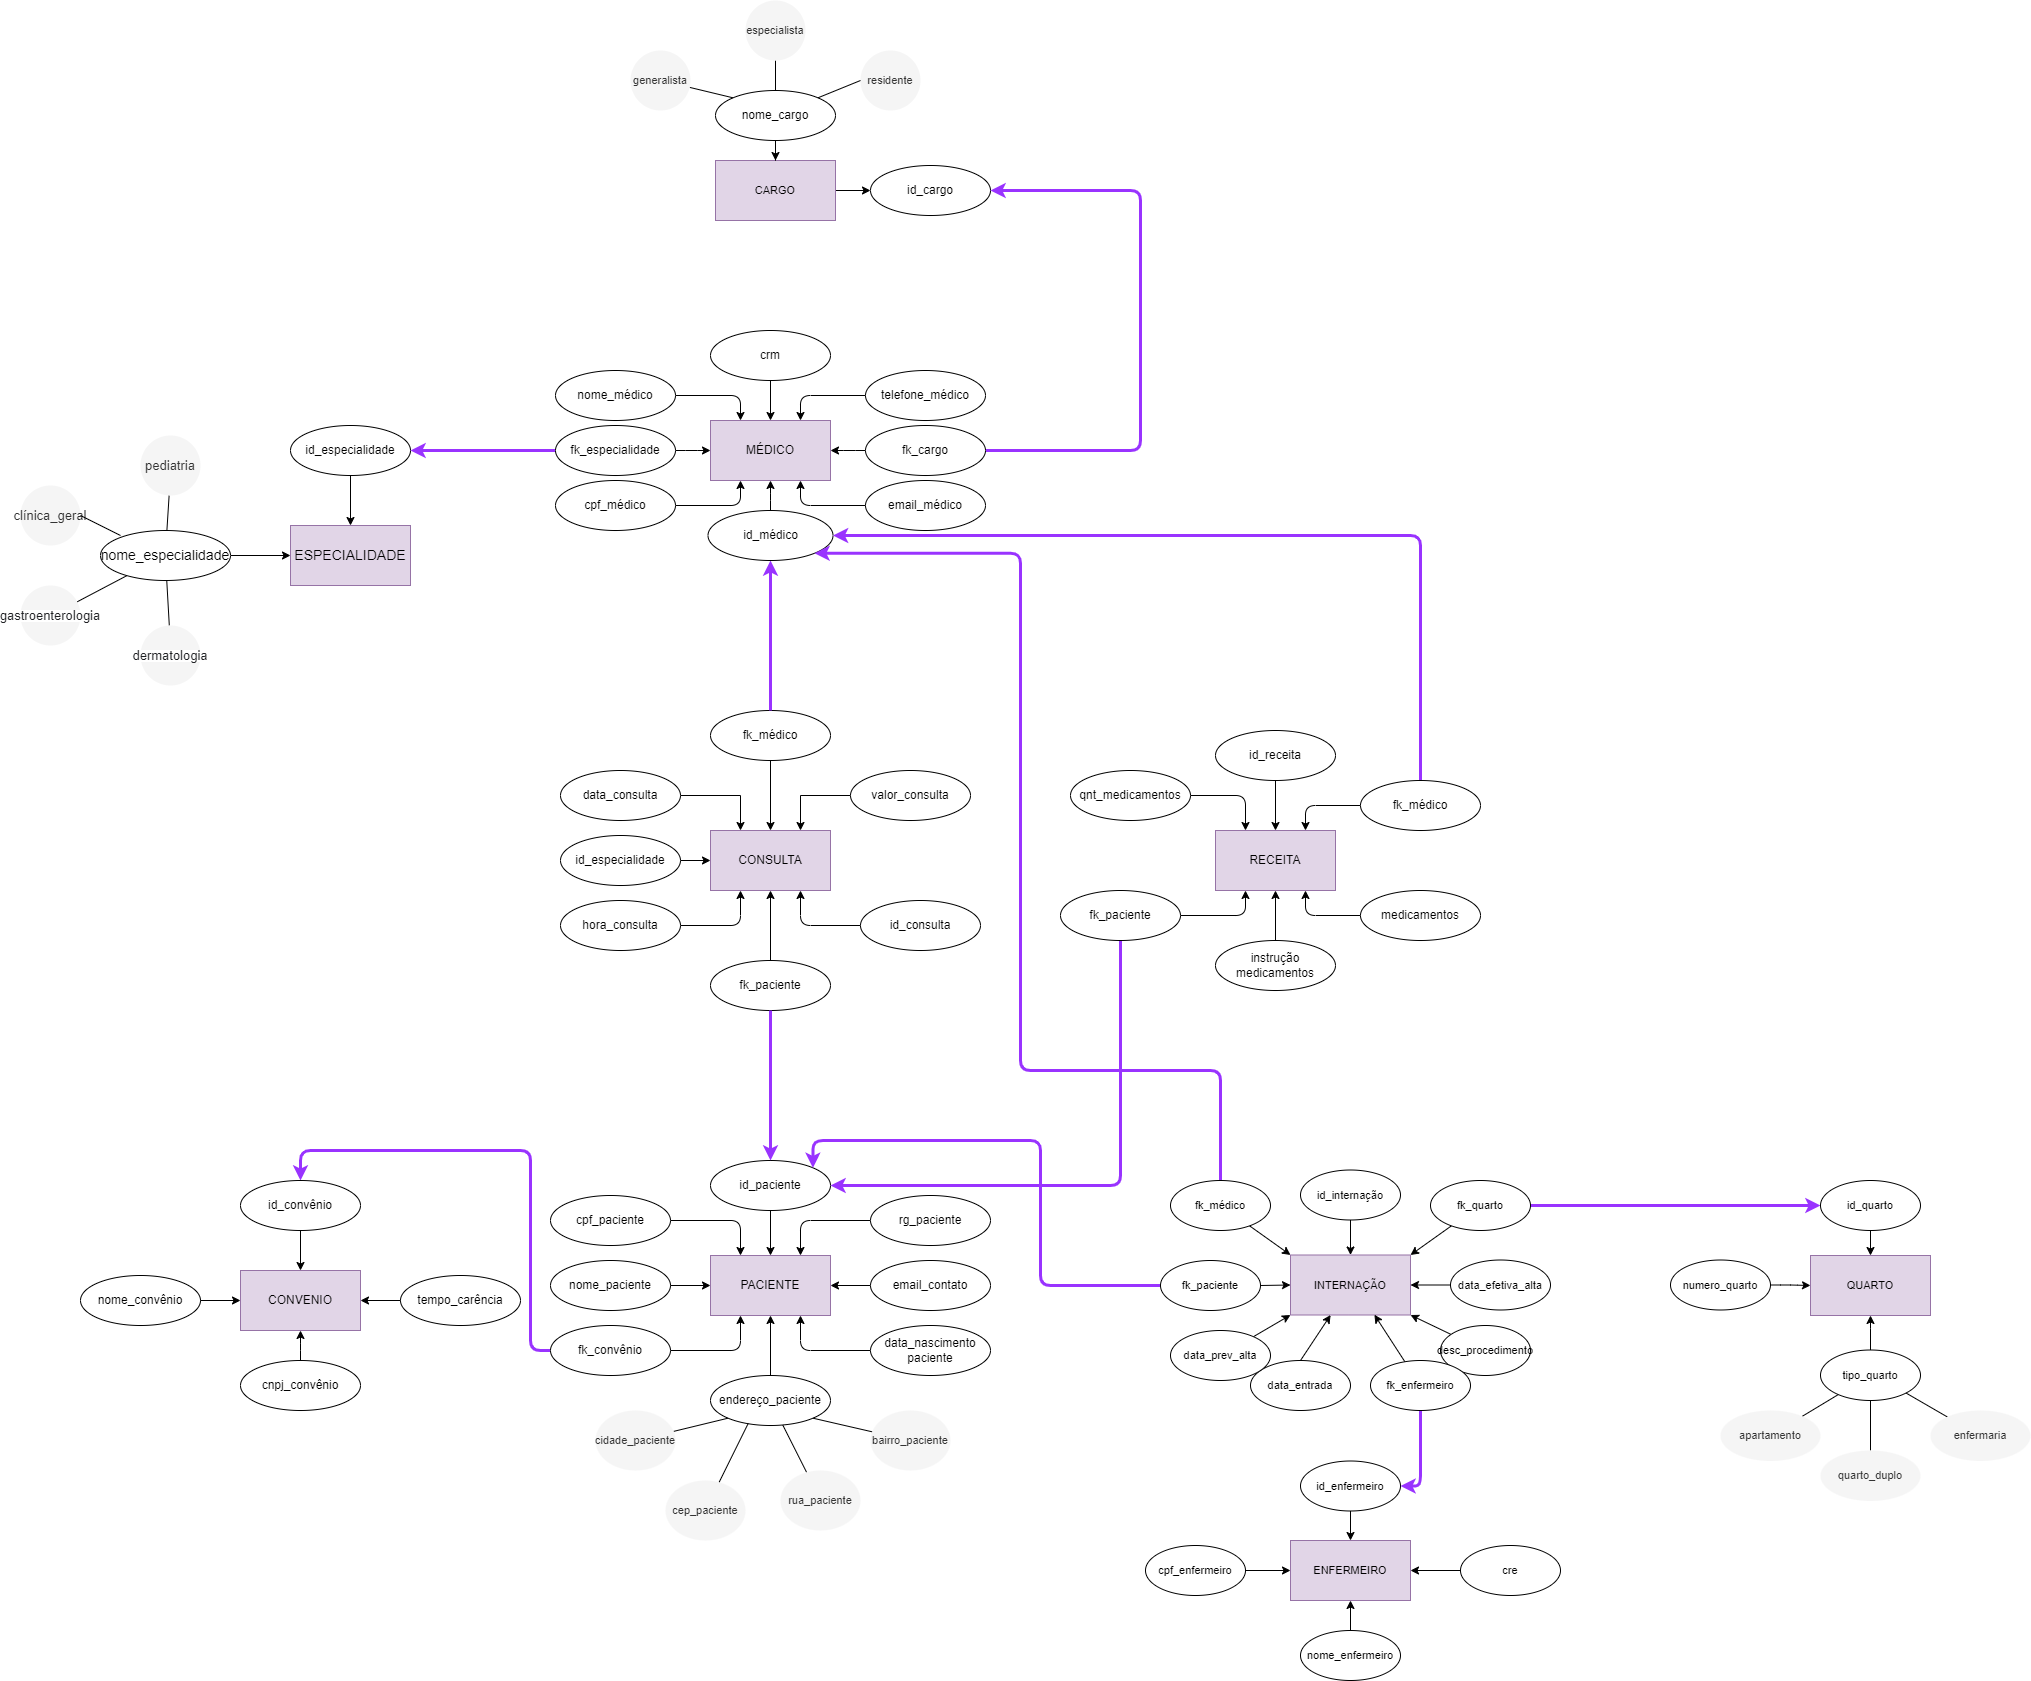 especialista
generalista
residente
nome_cargo
CARGO
id_cargo
crm
nome_médico
telefone_médico
id_especialidade
fk_especialidade
MÉDICO
fk_cargo
pediatria
cpf_médico
email_médico
clínica_geral
id_médico
nome_especialidade
ESPECIALIDADE
gastroenterologia
dermatologia
fk_médico
id_receita
data_consulta
valor_consulta
qnt_medicamentos
fk_médico
id_especialidade
CONSULTA
RECEITA
fk_paciente
medicamentos
hora_consulta
id_consulta
instrução
medicamentos
fk_paciente
id_paciente
id_internação
id_convênio
fk_médico
fk_quarto
id_quarto
cpf_paciente
rg_paciente
nome_paciente
PACIENTE
email_contato
fk_paciente
INTERNAÇÃO
data_efetiva_alta
numero_quarto
QUARTO
nome_convênio
CONVENIO
tempo_carência
fk_convênio
data_nascimento
paciente
data_prev_alta
desc_procedimento
tipo_quarto
cnpj_convênio
data_entrada
fk_enfermeiro
endereço_paciente
cidade_paciente
bairro_paciente
apartamento
enfermaria
quarto_duplo
id_enfermeiro
rua_paciente
cep_paciente
cpf_enfermeiro
ENFERMEIRO
cre
nome_enfermeiro